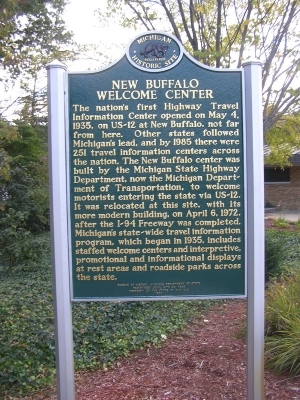 MICHIGAN
REGISTERED
HISTORIC SITE
NEW BUFFALO
WELCOME CENTER
The nation's first Highway Travel
Information Center opened on May 4,
1935, on US-12 at New Buffalo, not far
from here. Other states followed
Michigan's lead, and by 1985 there were
251 travel information centers across
the nation. The New Buffalo center was
built by the Michigan State Highway
Department, now the Michigan Depart-
ment of Transportation, to welcome
motorists entering the state via US-12.
It was relocated at this site, with its
more modern building, on April 6, 1972,
after the I-94 Freeway was completed.
Michigan's state-wide travel information
program, which began in 1935, includes
staffed welcome centers and interpretive,
promotional and informational displays
at rest areas and roadside parks across
the state.